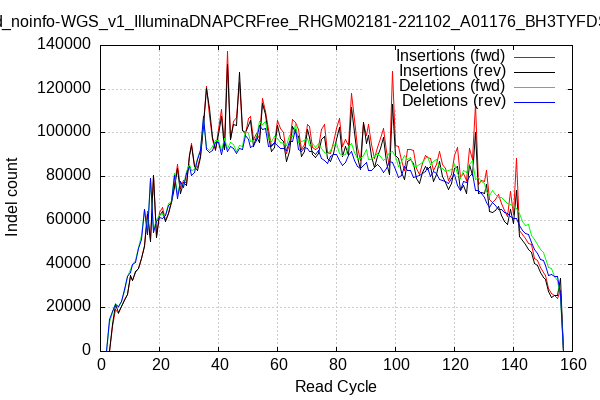 d_noinfo-WGS_v1_IlluminaDNAPCRFree_RHGM02181-221102_A01176_BH3TYFDS
Insertions (fwd)
Insertions (rev)
Deletions (fwd)
Deletions (rev)
140000
120000
100000
80000
60000
40000
20000
0
Indel count
0 20 40 60 80 100 120 140 160
Read Cycle